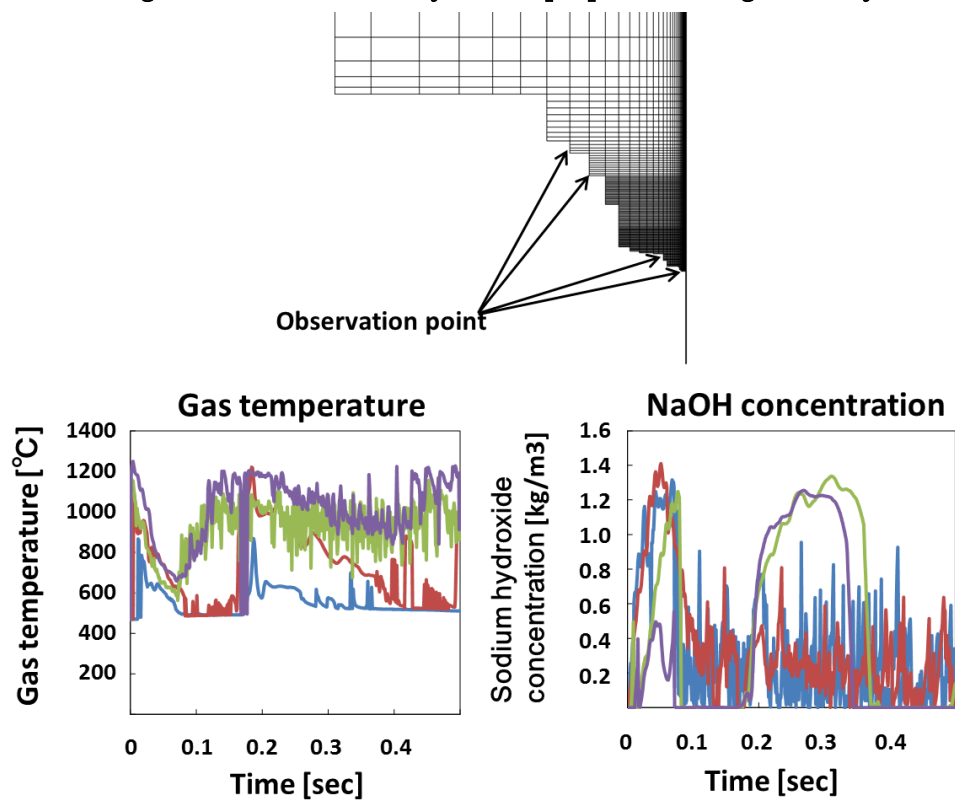 Observation point
Gas temperature
Gas temperature [℃]
1400
1200
1000
800
600
400
200
0 0.1 0.2 0.3 0.4
Time [sec]
NaOH concentration
Sodium hydroxide
concentration [kg/m3]
1.6
1.4
1.2
1.0
0.8
0.6
0.4
0.2
0 0.1 0.2 0.3 0.4
Time [sec]